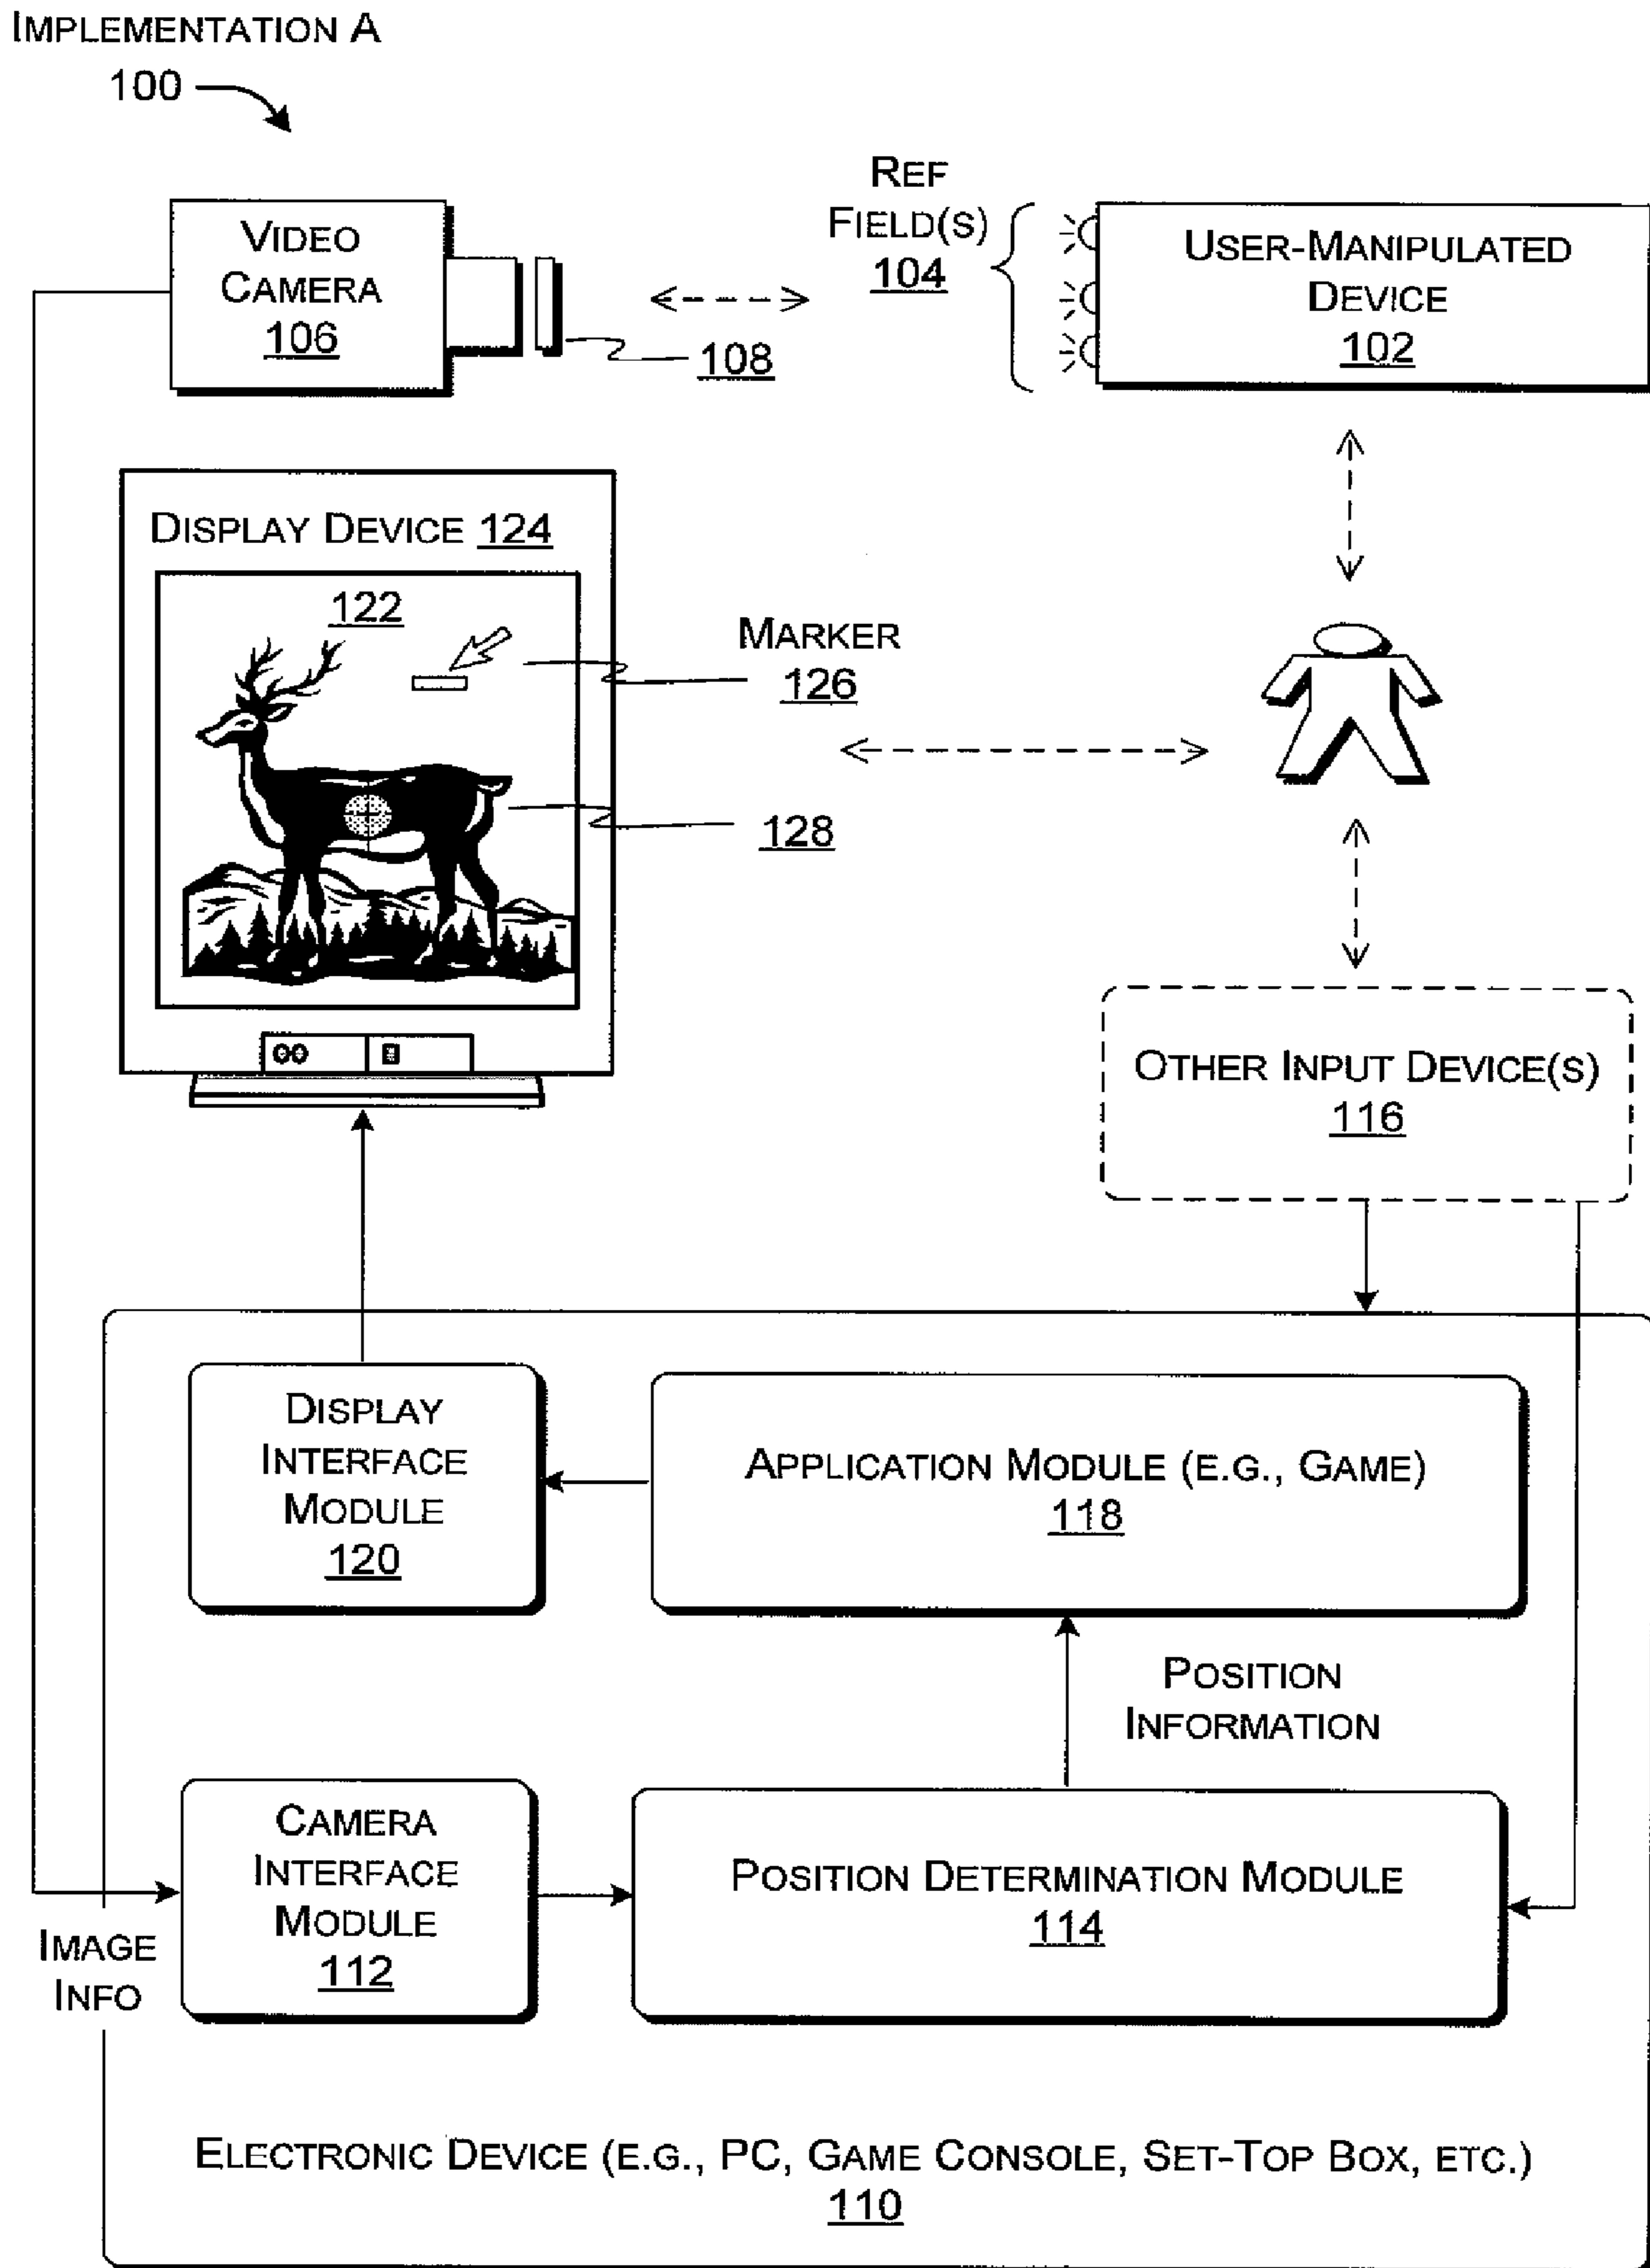 IMPLEMENTATION A
100
REF
FIELD(S)
104
VIDEO
CAMERA
106
108
USER-MANIPULATED
DEVICE
102
DISPLAY DEVICE 124
122
MARKER
126
128
OTHER INPUT DEVICE(S)
116
DISPLAY
INTERFACE
MODULE
120
APPLICATION MODULE (E.G., GAME)
118
POSITION
INFORMATION
CAMERA
INTERFACE
MODULE
112
POSITION DETERMINATION MODULE
114
IMAGE
INFO
ELECTRONIC DEVICE (E.G., PC, GAME CONSOLE, SET-TOP BOX, ETC.)
110